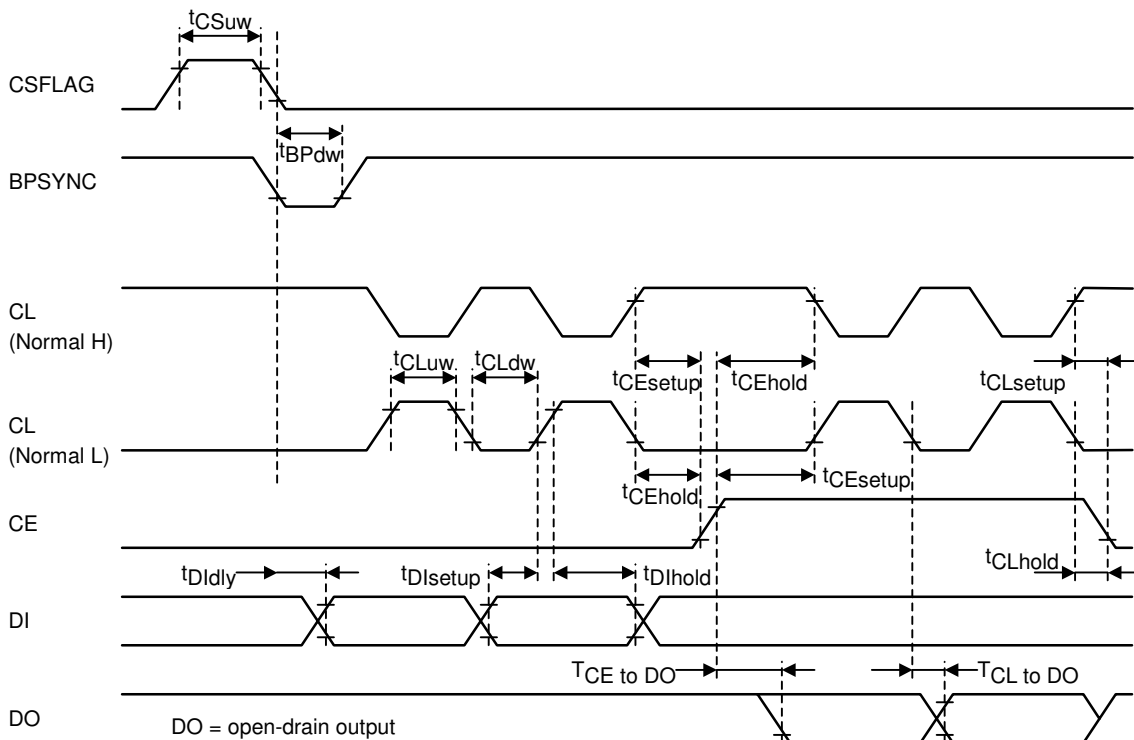 tCSuw
CSFLAG
tBPdw
BPSYNC
CL
(Normal H)
tCLuw
tCLdw
tCEsetup
tCEhold
tCLsetup
CL
(Normal L)
tCEhold
tCEsetup
CE
tCLhold
tDIdly
tDIsetup
tDIhold
DI
TCE to DO
TCL to DO
DO
DO = open-drain output